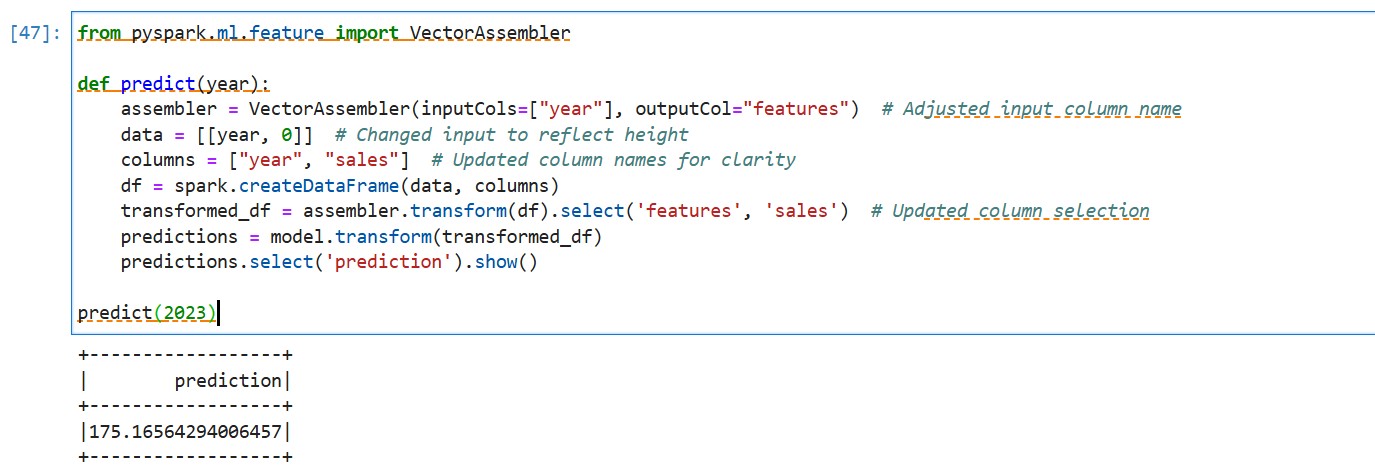 [47]: from pyspark.ml.feature import VectorAssembler
def predict(year):
    assembler = VectorAssembler(inputCols=["year"], outputCol="features")  # Adjusted input column name
    data = [[year, 0]]  # Changed input to reflect height
    columns = ["year", "sales"]  # Updated column names for clarity
    df = spark.createDataFrame(data, columns)
    transformed_df = assembler.transform(df).select('features', 'sales')  # Updated column selection
    predictions = model.transform(transformed_df)
    predictions.select('prediction').show()
predict(2023)
+------------------+
|        prediction|
+------------------+
|175.16564294006457|
+------------------+